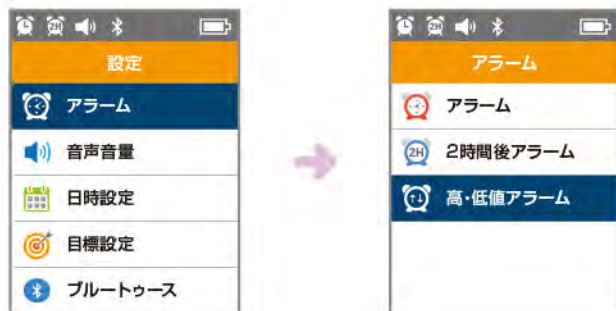 設定
アラーム
音声音量
日時設定
目標設定
ブルートゥース
アラーム
アラーム
2H
2時間後アラーム
高・低値アラーム